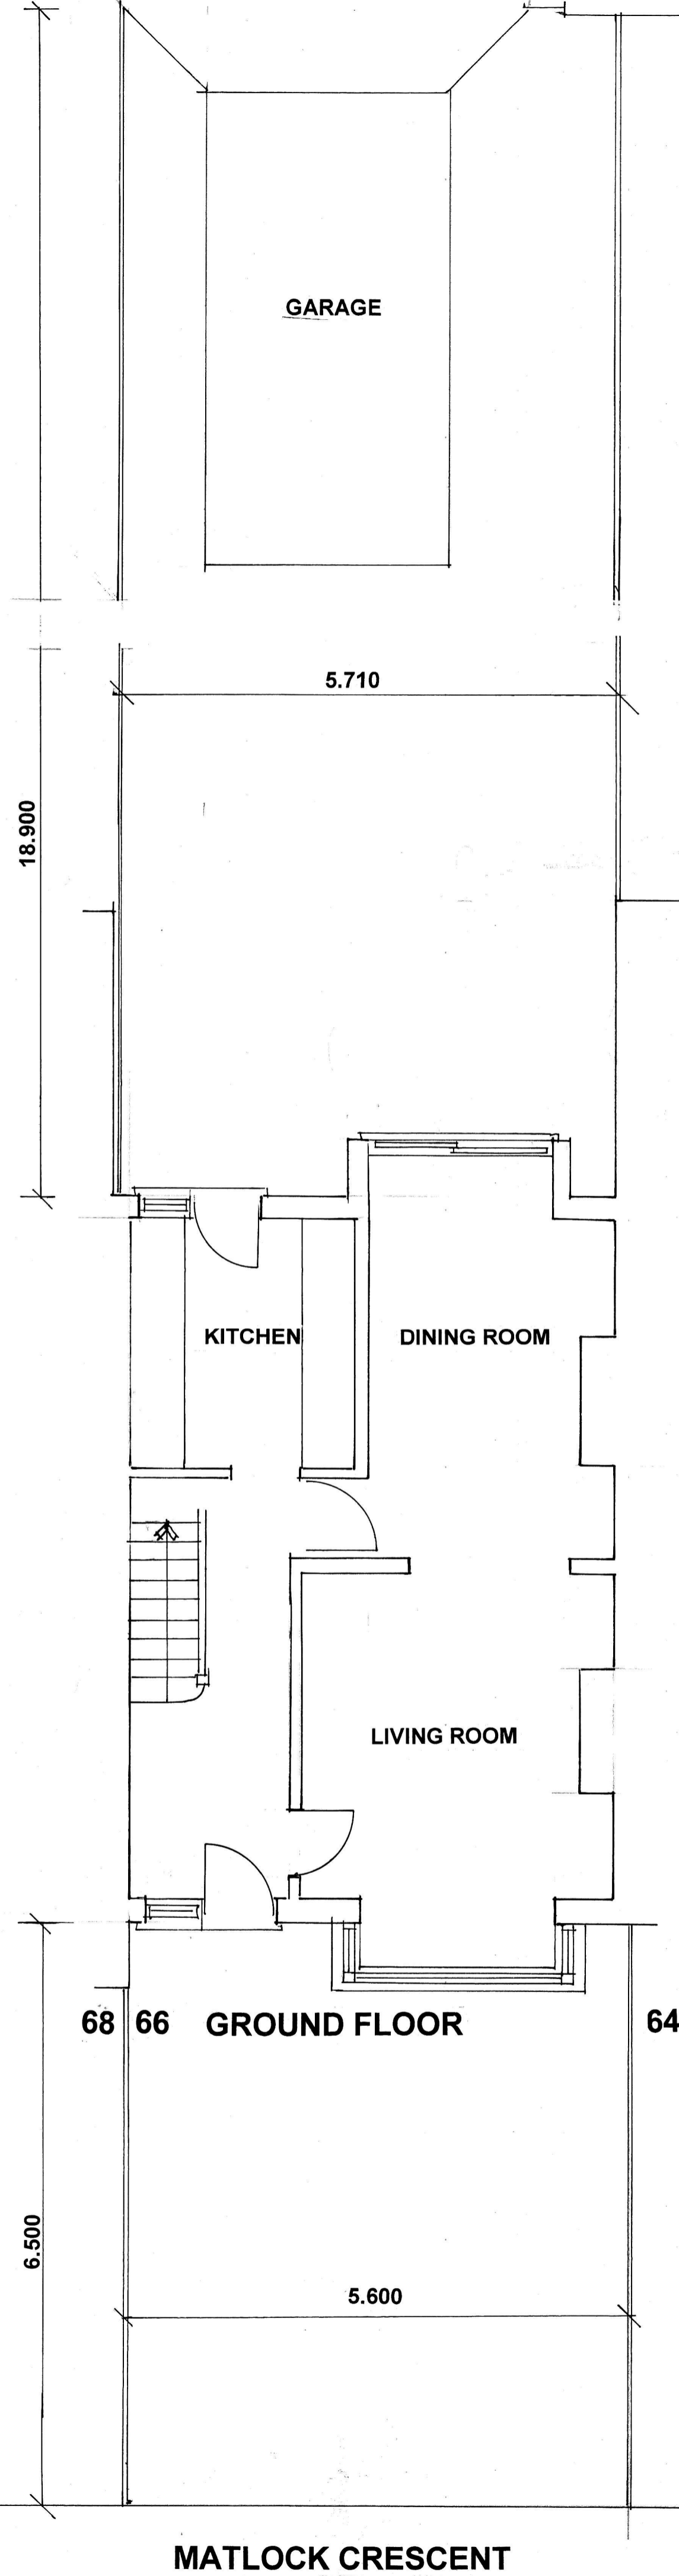 GARAGE
5.710
18.900
KITCHEN
DINING ROOM
LIVING ROOM
68 66 GROUND FLOOR 64
6.500
5.600
MATLOCK CRESCENT